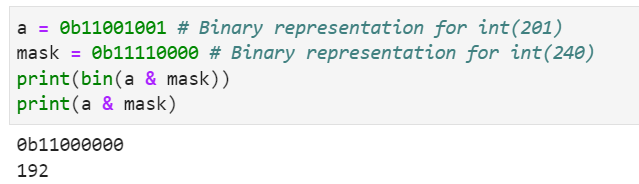 a = 0b11001001 # Binary representation for int(201)
mask = 0b11110000 # Binary representation for int(240)
print(bin(a & mask))
print(a & mask)
0b11000000
192